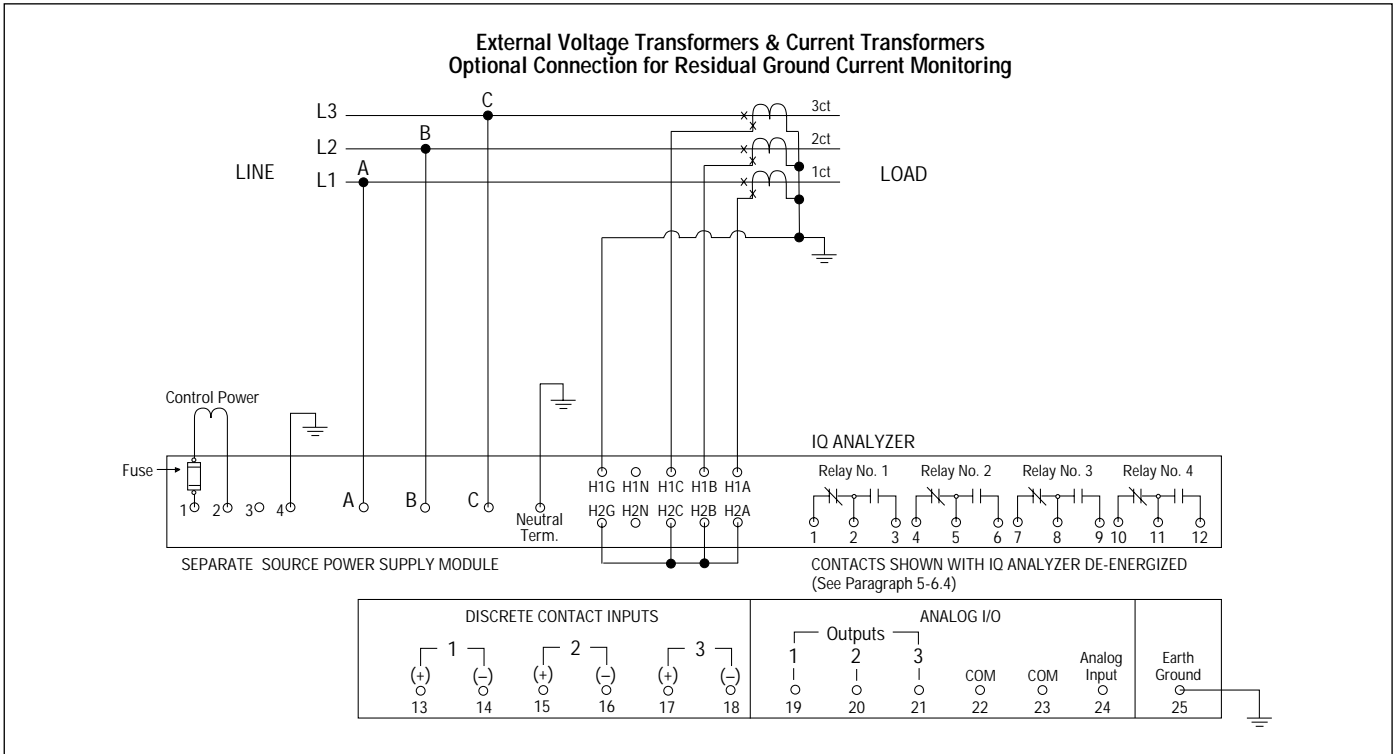 External Voltage Transformers & Current Transformers
Optional Connection for Residual Ground Current Monitoring
C
3ct
L3
B
2ct
L2
A
1ct
LINE
L1
LOAD
Control Power
IQ ANALYZER
Fuse
Relay No. 1 Relay No. 2 Relay No. 3 Relay No. 4
H1G H1N H1C H1B H1A
1 2 3 4 A B C
H2G H2N H2C H2B H2A
Neutral
Term.
1 2 3 4 5 6 7 8 9 10 11 12
SEPARATE SOURCE POWER SUPPLY MODULE
CONTACTS SHOWN WITH IQ ANALYZER DE-ENERGIZED
(See Paragraph 5-6.4)
DISCRETE CONTACT INPUTS
1 2 3
(+) (–) (+) (–) (+) (–)
13 14 15 16 17 18
ANALOG I/O
Outputs
1 2 3
COM COM
Analog
Input
19 20 21 22 23 24
Earth
Ground
25